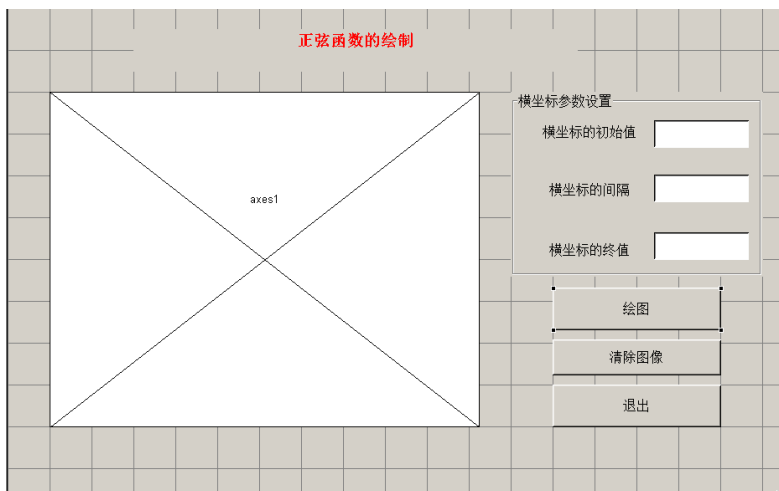 正弦函数的绘制
横坐标参数设置
横坐标的初始值
axes1
横坐标的间隔
横坐标的终值
绘图
清除图像
退出